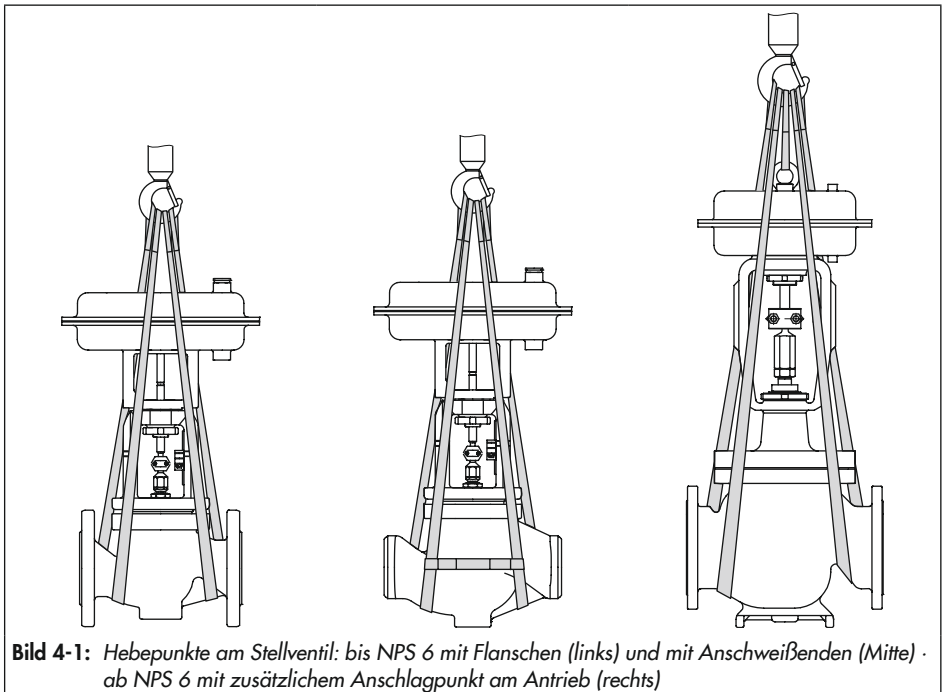 Bild 4-1: Hebepunkte am Stellventil: bis NPS 6 mit Flanschen (links) und mit Anschweißenden (Mitte) ·
ab NPS 6 mit zusätzlichem Anschlagpunkt am Antrieb (rechts)